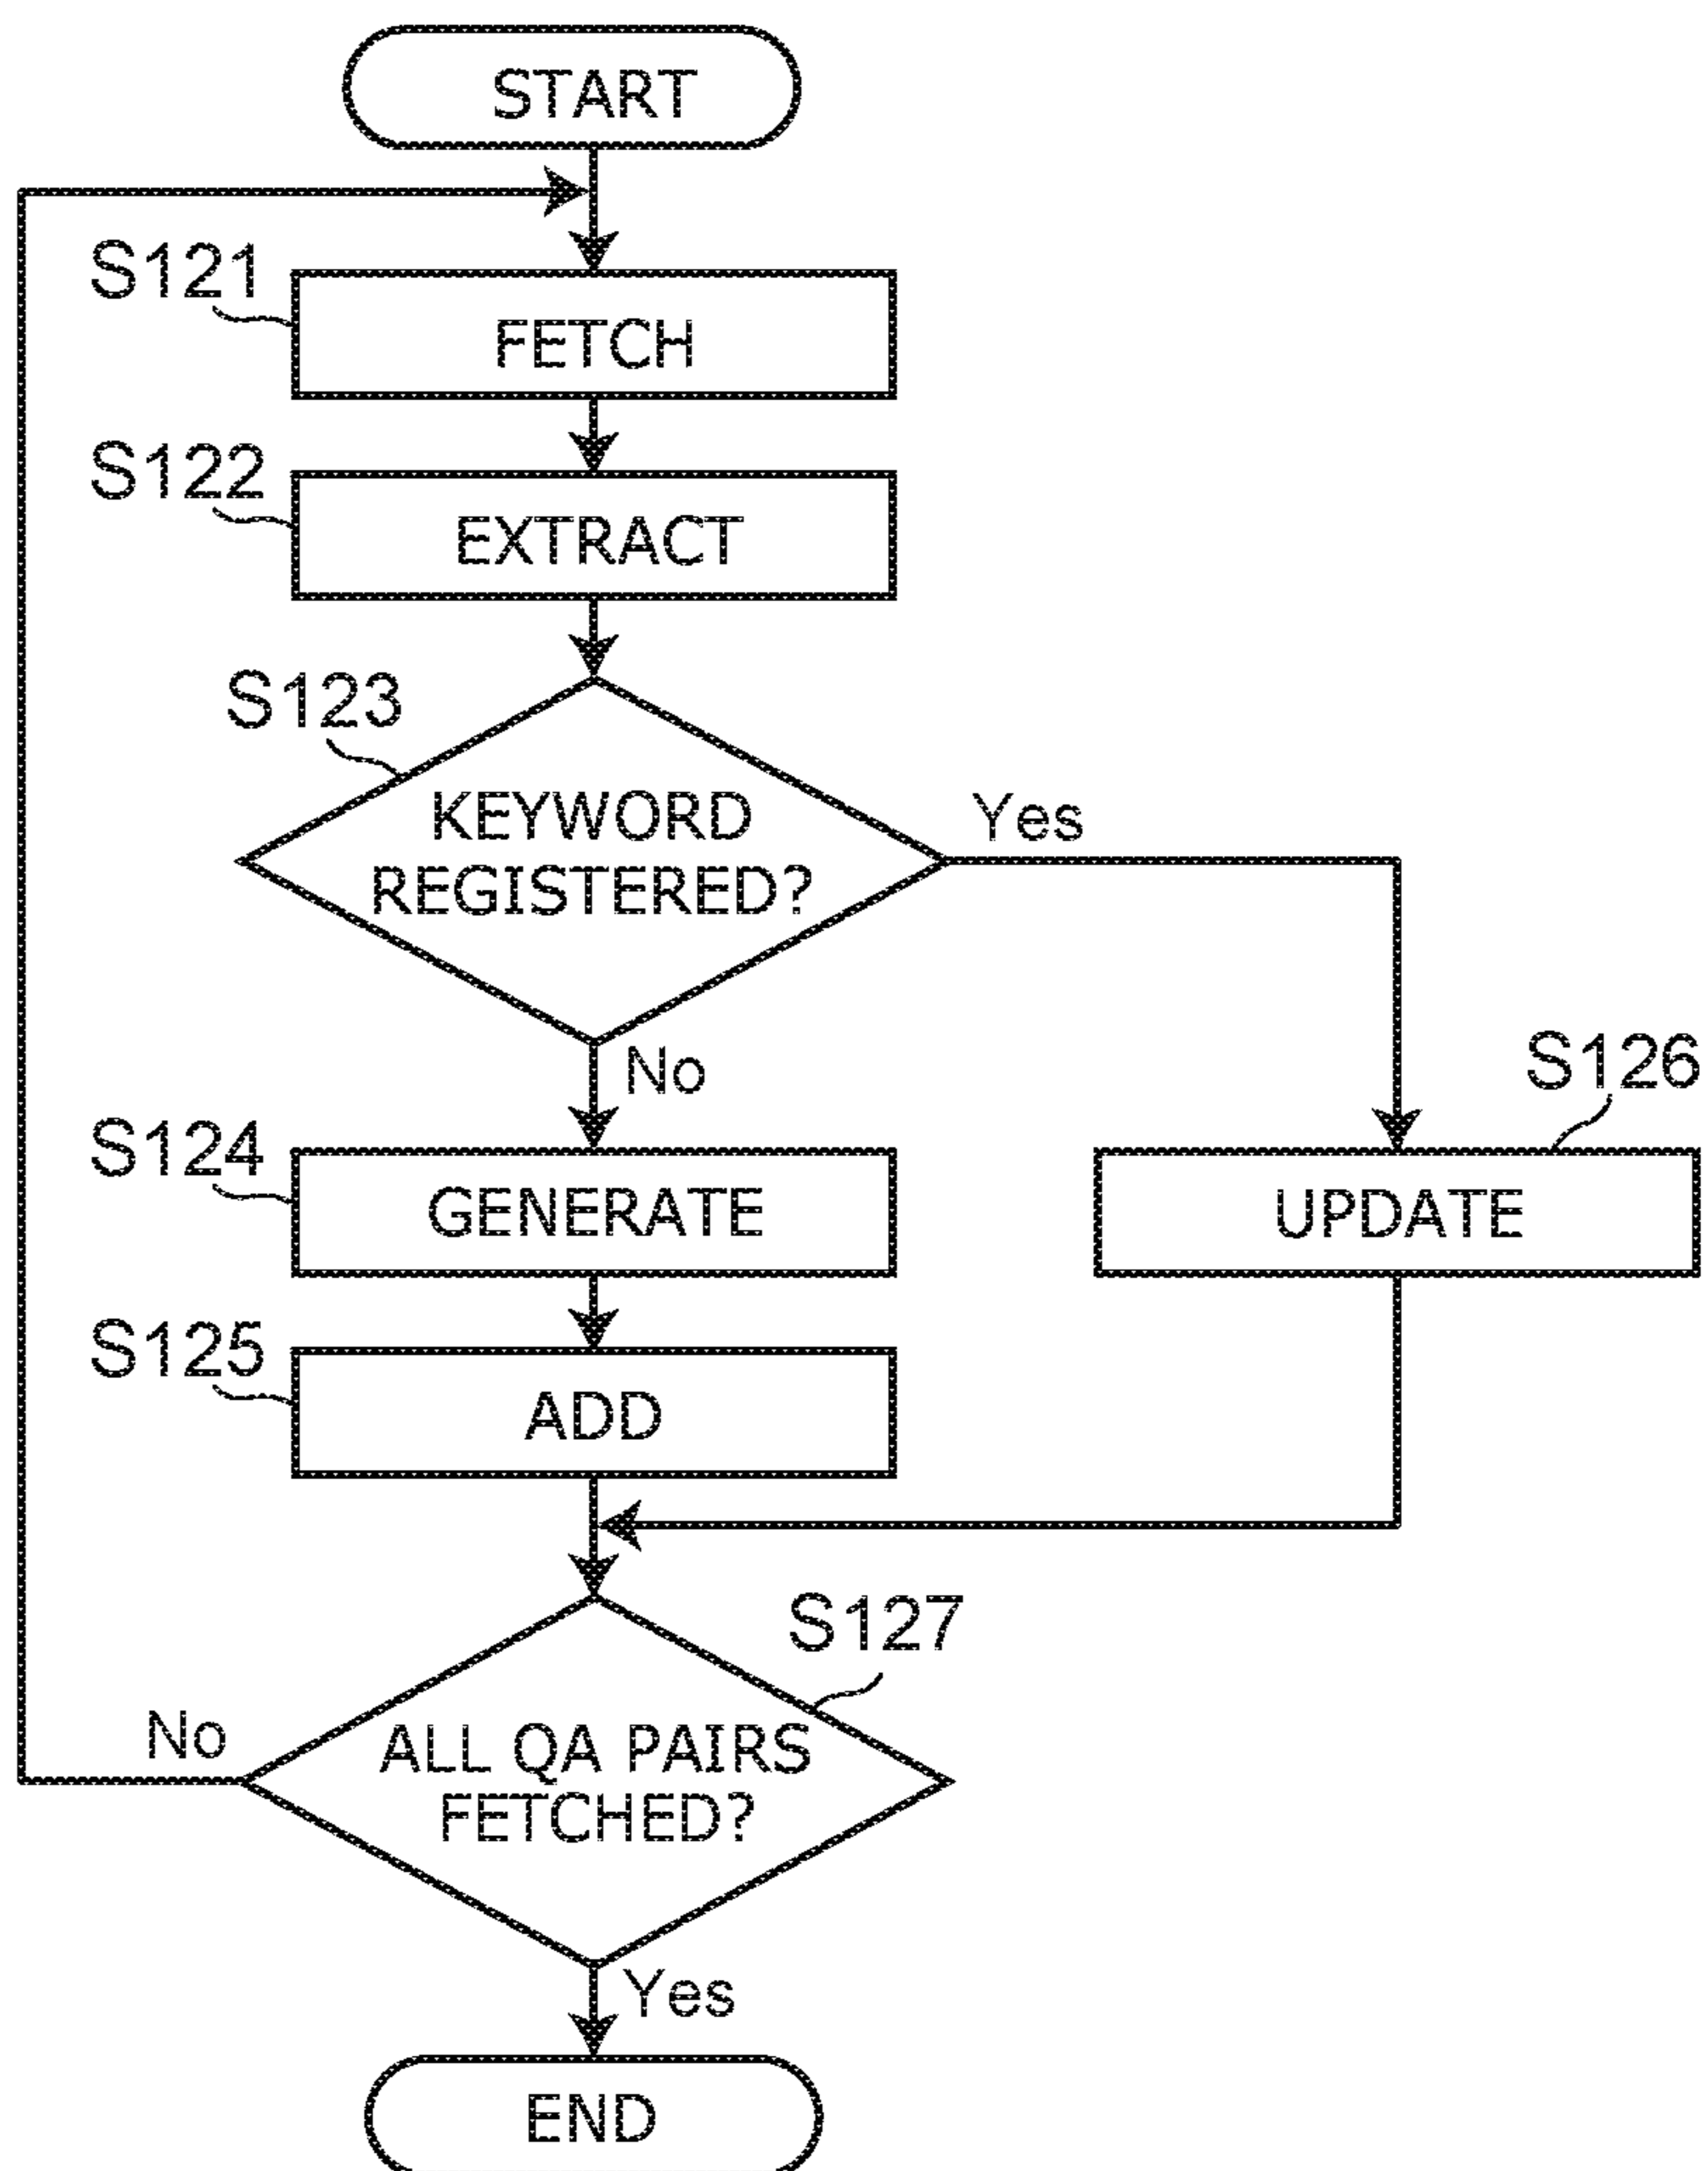 START
S121
FETCH
S122
EXTRACT
S123
KEYWORD
REGISTERED?
Yes
No
S124
GENERATE
S126
UPDATE
S125
ADD
S127
ALL QA PAIRS
FETCHED?
No
Yes
END